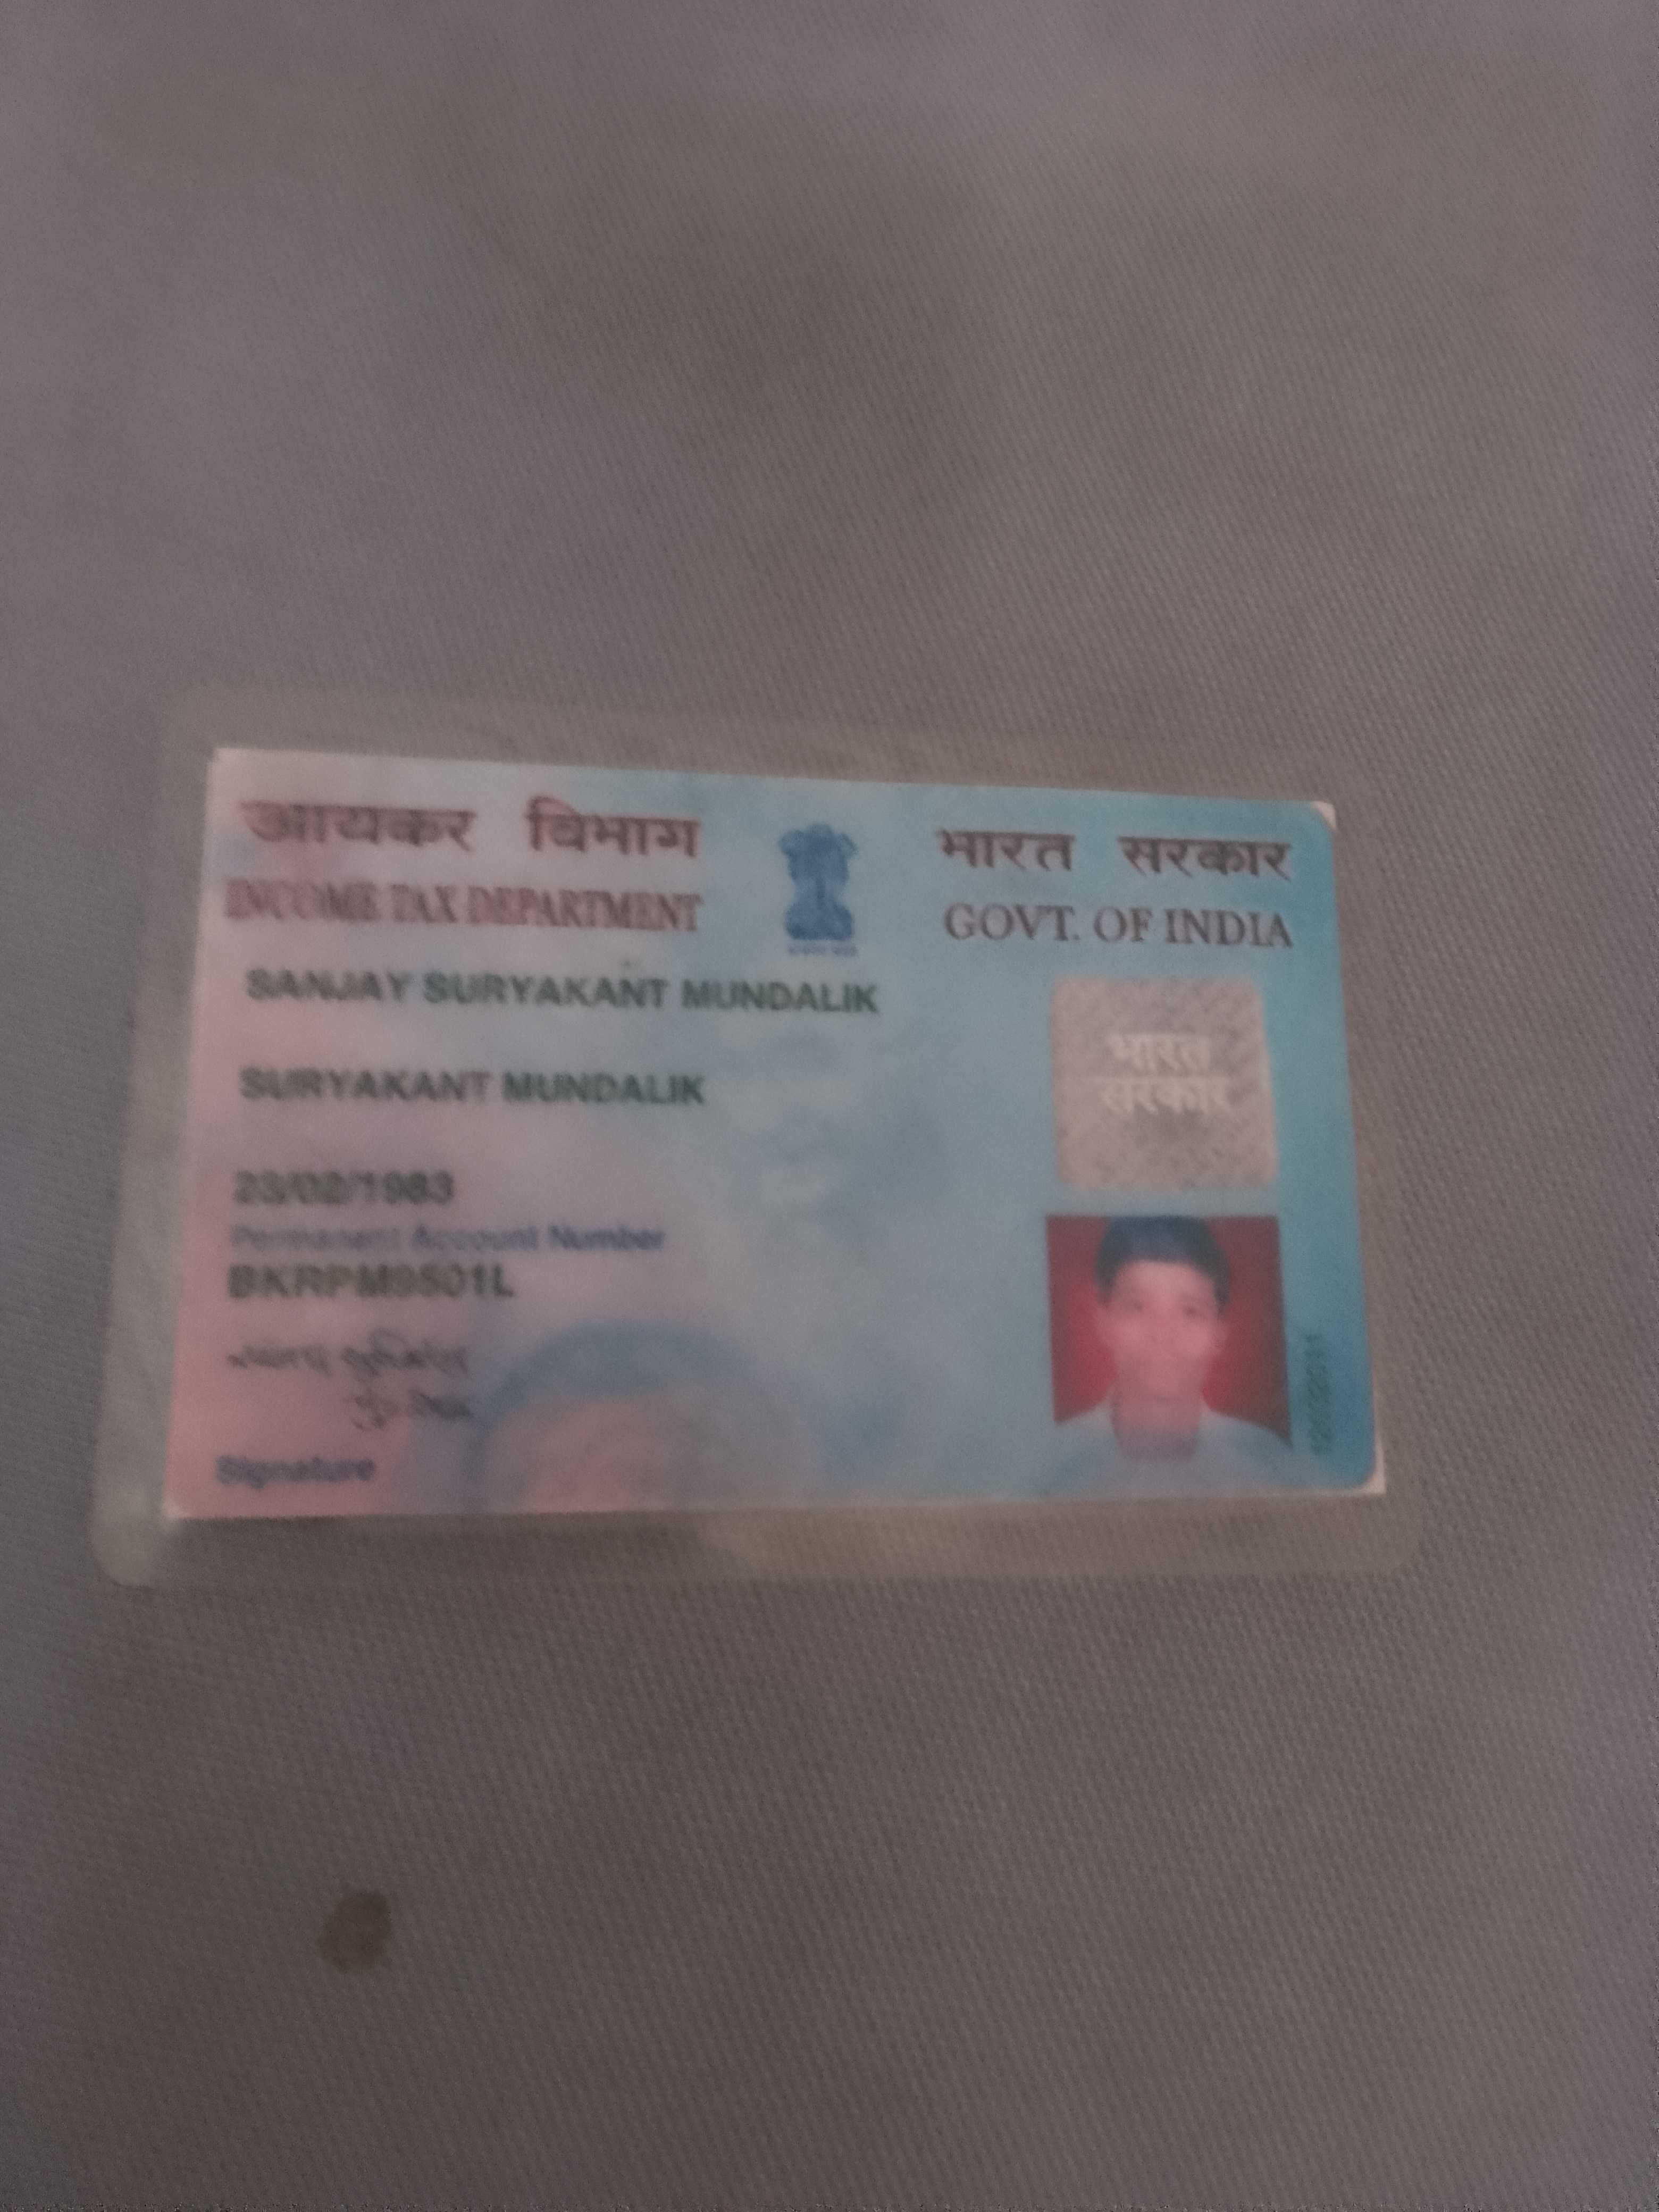 आयकर विभाग
INCOME TAX DEPARTMENT
भारत सरकार
GOVT. OF INDIA
SANJAY SURYAKANT MUNDALIK
SURYAKANT MUNDALIK
23/02/1983
Permanent Account Number
BKRPM9501L
भारत
सरकार
Signature